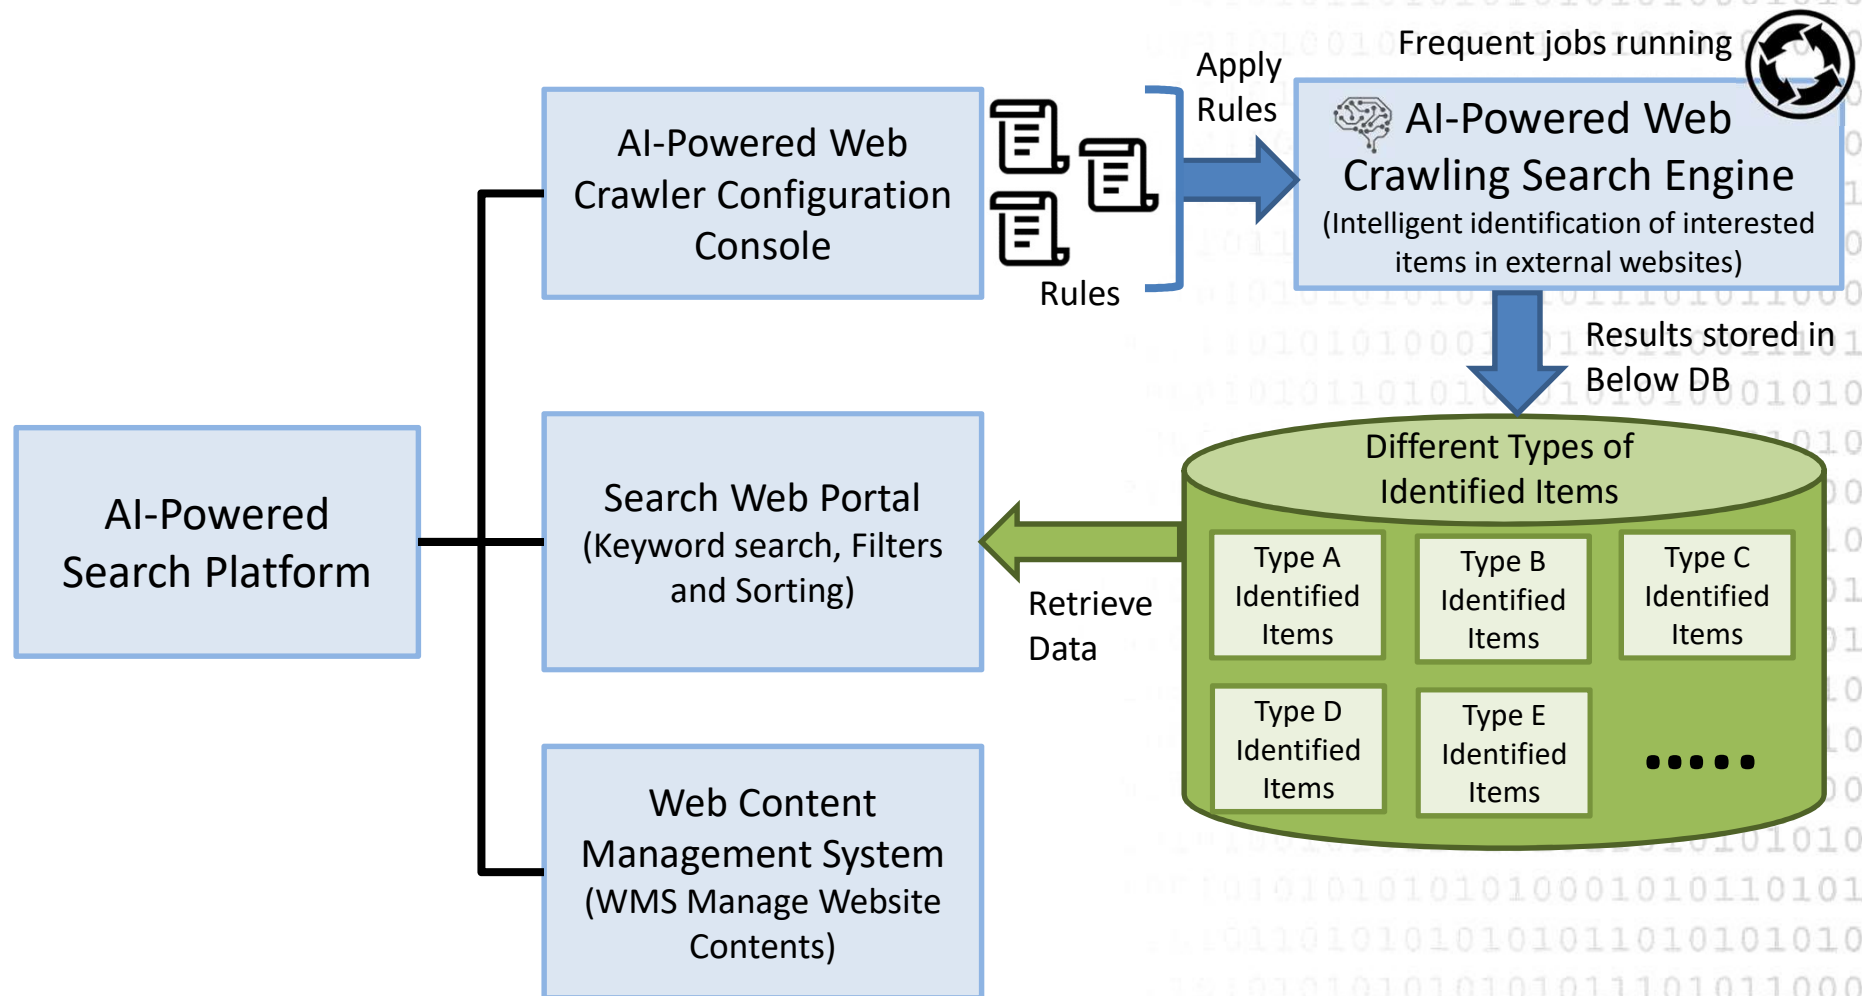 Frequent jobs running
Apply
Rules
AI-Powered Web
Crawler Configuration
Console
Rules
AI-Powered Web
Crawling Search Engine
(Intelligent identification of interested
items in external websites)
Results stored in
Below DB
AI-Powered
Search Platform
Search Web Portal
(Keyword search, Filters
and Sorting)
Retrieve
Data
Different Types of
Identified Items
Type A
Identified
Items
Type B
Identified
Items
Type C
Identified
Items
Type D
Identified
Items
Type E
Identified
Items
.....
Web Content
Management System
(WMS Manage Website
Contents)